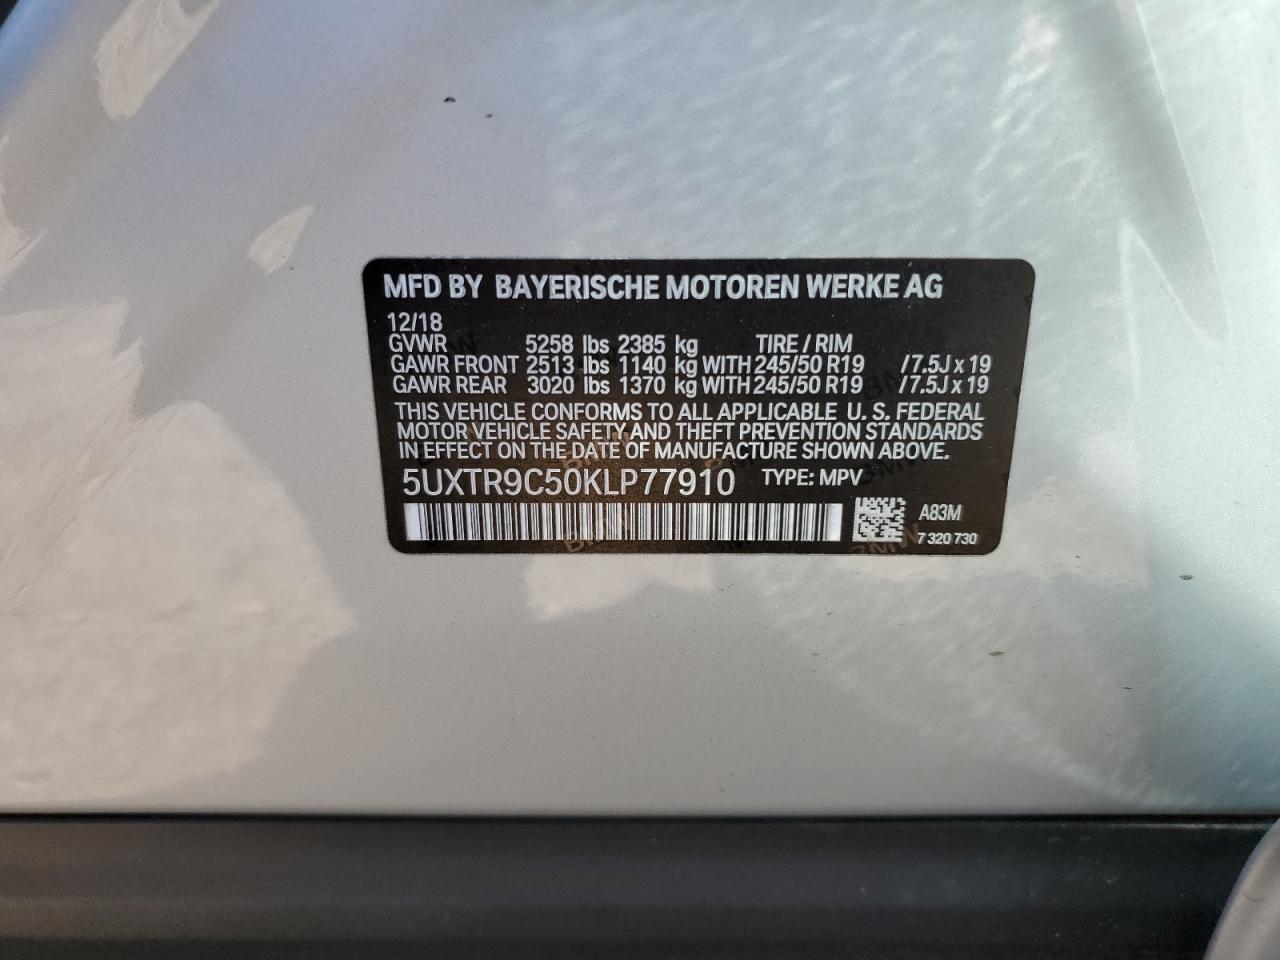 MFD BY BAYERISCHE MOTOREN WERKE AG
12/18
GVWR 5258 lbs 2385 kg TIRE / RIM
GAWR FRONT 2513 lbs 1140 kg WITH 245/50 R19 /7.5J x 19
GAWR REAR 3020 lbs 1370 kg WITH 245/50 R19 /7.5J x 19
THIS VEHICLE CONFORMS TO ALL APPLICABLE U. S. FEDERAL
MOTOR VEHICLE SAFETY AND THEFT PREVENTION STANDARDS
IN EFFECT ON THE DATE OF MANUFACTURE SHOWN ABOVE.
5UXTR9C50KLP77910 TYPE: MPV
A83M
7 320 730